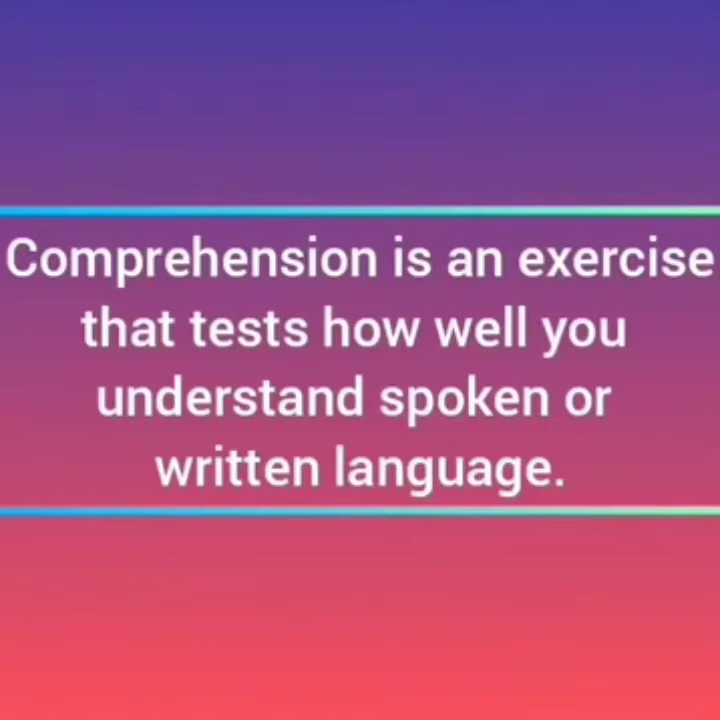 Comprehension is an exercise
that tests how well you
understand spoken or
written language.